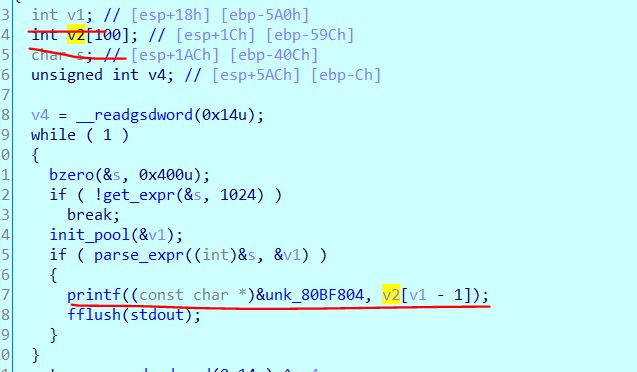 3 int v1; // [esp+18h] [ebp-5A0h]
4 int v2[100]; // [esp+1Ch] [ebp-59Ch]
5 char s; // [esp+1ACh] [ebp-40Ch]
6 unsigned int v4; // [esp+5ACh] [ebp-Ch]
7
8 v4 = __readgsdword(0x14u);
9 while ( 1 )
0 {
1 bzero(&s, 0x400u);
2 if ( !get_expr(&s, 1024) )
3 break;
4 init_pool(&v1);
5 if ( parse_expr((int)&s, &v1) )
6 {
7 printf((const char *)&unk_80BF804, v2[v1 - 1]);
8 fflush(stdout);
9 }
0 }